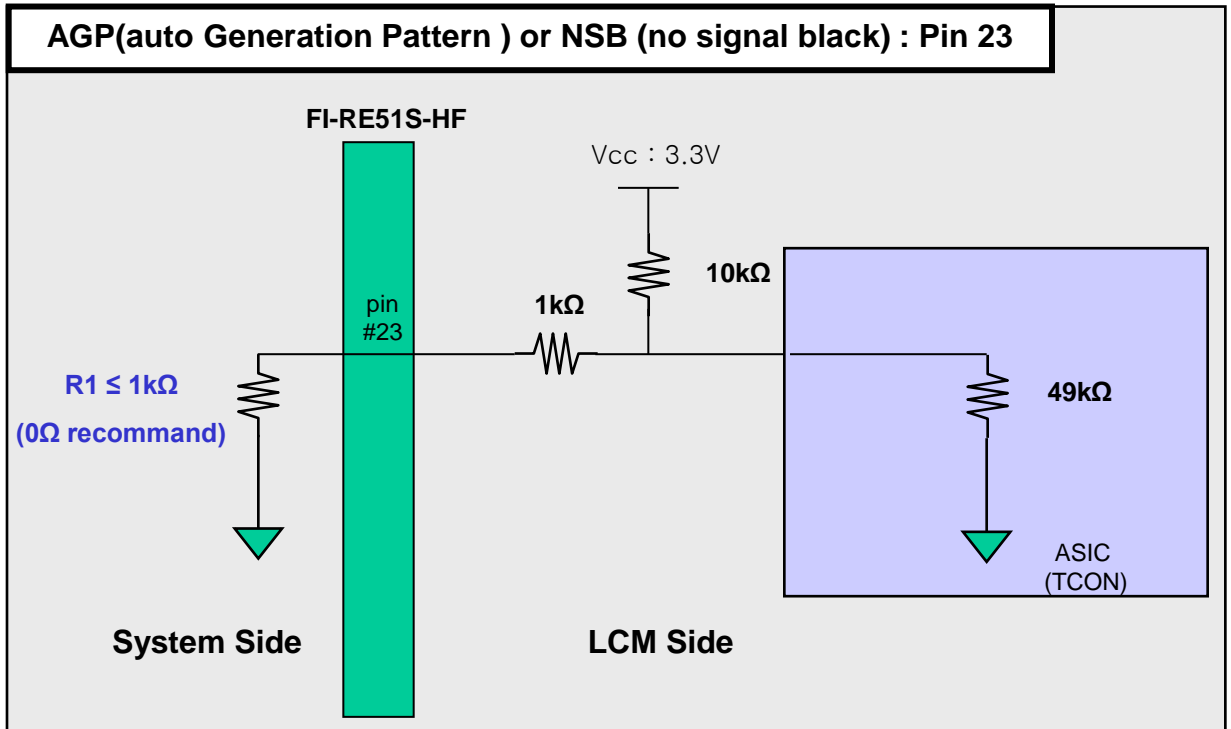 AGP(auto Generation Pattern ) or NSB (no signal black) : Pin 23
FI-RE51S-HF
Vcc : 3.3V
10kΩ
1kΩ
pin
#23
R1 ≤ 1kΩ
(0Ω recommand)
49kΩ
ASIC
(TCON)
System Side
LCM Side